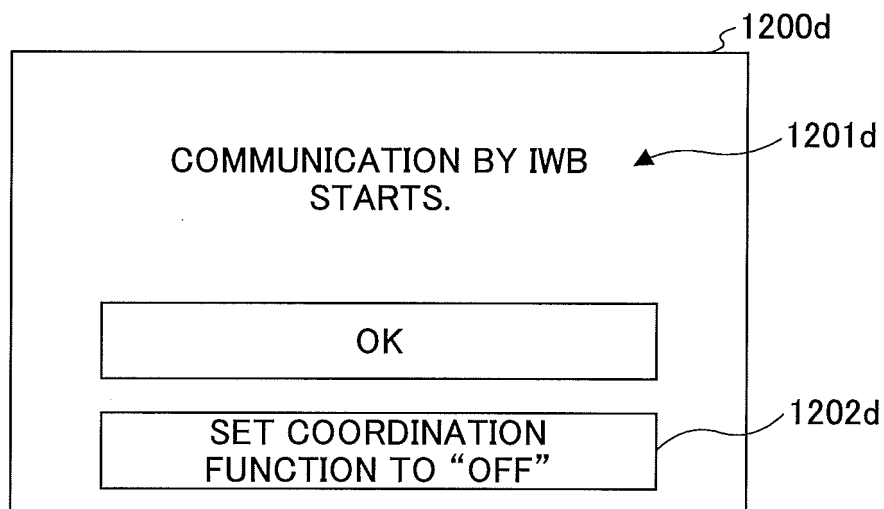 1200d
1201d
COMMUNICATION BY IWB
STARTS.
OK
1202d
SET COORDINATION
FUNCTION TO “OFF”